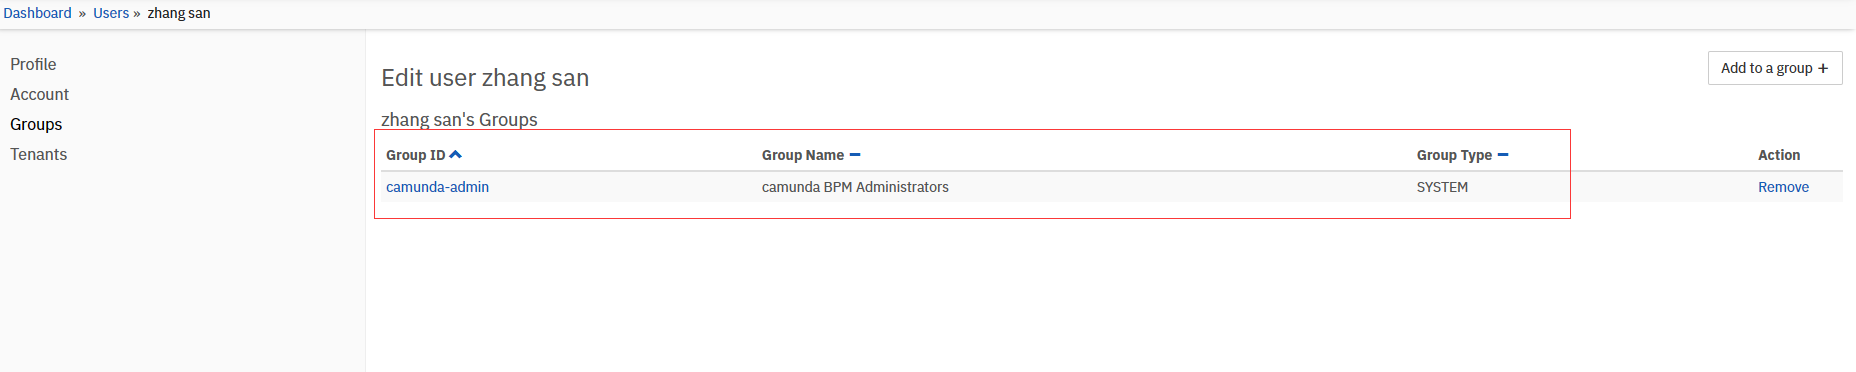 Dashboard » Users » zhang san
Profile
Account
Groups
Tenants
Edit user zhang san
Add to a group +
zhang san's Groups
Group ID Group Name Group Type Action
camunda-admin camunda BPM Administrators SYSTEM Remove